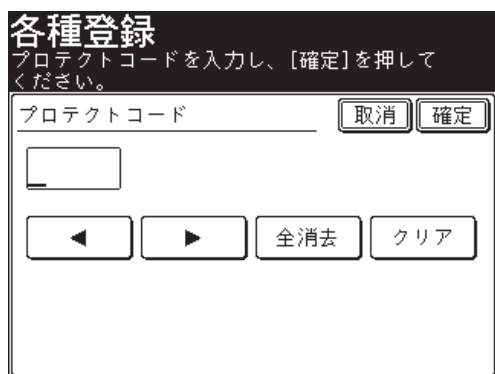 各種登録
プロテクトコードを入力し、[確定]を押して
ください。
プロテクトコード 取消 確定
◀ ▶ 全消去 クリア